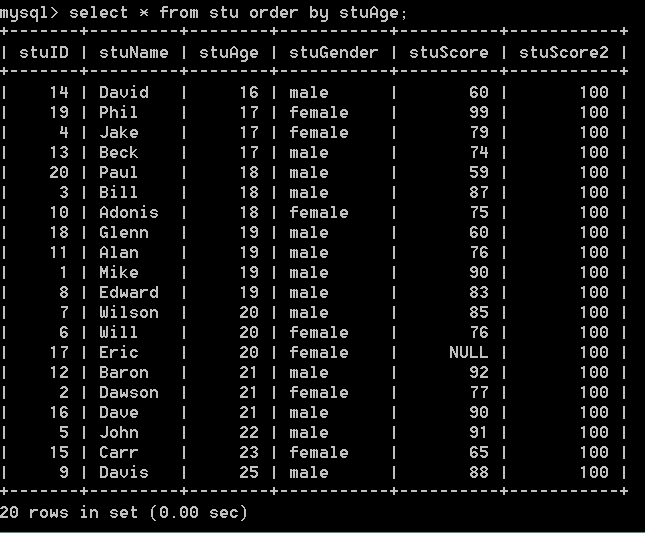 mysql> select * from stu order by stuAge;
+-------+---------+--------+-----------+----------+-----------+
| stuID | stuName | stuAge | stuGender | stuScore | stuScore2 |
+-------+---------+--------+-----------+----------+-----------+
|    14 | David   |     16 | male      |       60 |       100 |
|    19 | Phil    |     17 | female    |       99 |       100 |
|     4 | Jake    |     17 | female    |       79 |       100 |
|    13 | Beck    |     17 | male      |       74 |       100 |
|    20 | Paul    |     18 | male      |       59 |       100 |
|     3 | Bill    |     18 | male      |       87 |       100 |
|    10 | Adonis  |     18 | female    |       75 |       100 |
|    18 | Glenn   |     19 | male      |       60 |       100 |
|    11 | Alan    |     19 | male      |       76 |       100 |
|     1 | Mike    |     19 | male      |       90 |       100 |
|     8 | Edward  |     19 | male      |       83 |       100 |
|     7 | Wilson  |     20 | male      |       85 |       100 |
|     6 | Will    |     20 | female    |       76 |       100 |
|    17 | Eric    |     20 | female    |     NULL |       100 |
|    12 | Baron   |     21 | male      |       92 |       100 |
|     2 | Dawson  |     21 | female    |       77 |       100 |
|    16 | Dave    |     21 | male      |       90 |       100 |
|     5 | John    |     22 | male      |       91 |       100 |
|    15 | Carr    |     23 | female    |       65 |       100 |
|     9 | Davis   |     25 | male      |       88 |       100 |
+-------+---------+--------+-----------+----------+-----------+
20 rows in set (0.00 sec)